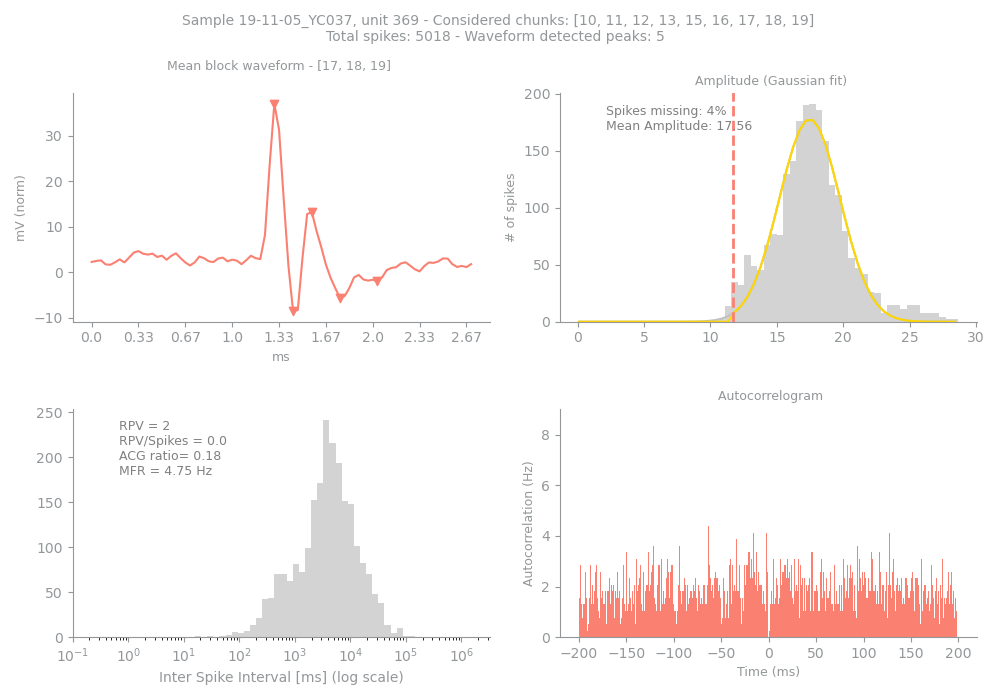 Sample 19-11-05_YC037, unit 369 - Considered chunks: [10, 11, 12, 13, 15, 16, 17, 18, 19]
Total spikes: 5018 - Waveform detected peaks: 5
Mean block waveform - [17, 18, 19]
mV (norm)
30
20
10
0
−10
0.0 0.33 0.67 1.0 1.33 1.67 2.0 2.33 2.67
ms
Amplitude (Gaussian fit)
Spikes missing: 4%
Mean Amplitude: 17.56
# of spikes
200
150
100
50
0
0 5 10 15 20 25 30
RPV = 2
RPV/Spikes = 0.0
ACG ratio= 0.18
MFR = 4.75 Hz
250
200
150
100
50
0
10⁻¹ 10⁰ 10¹ 10² 10³ 10⁴ 10⁵ 10⁶
Inter Spike Interval [ms] (log scale)
Autocorrelogram
Autocorrelation (Hz)
8
6
4
2
0
−200 −150 −100 −50 0 50 100 150 200
Time (ms)